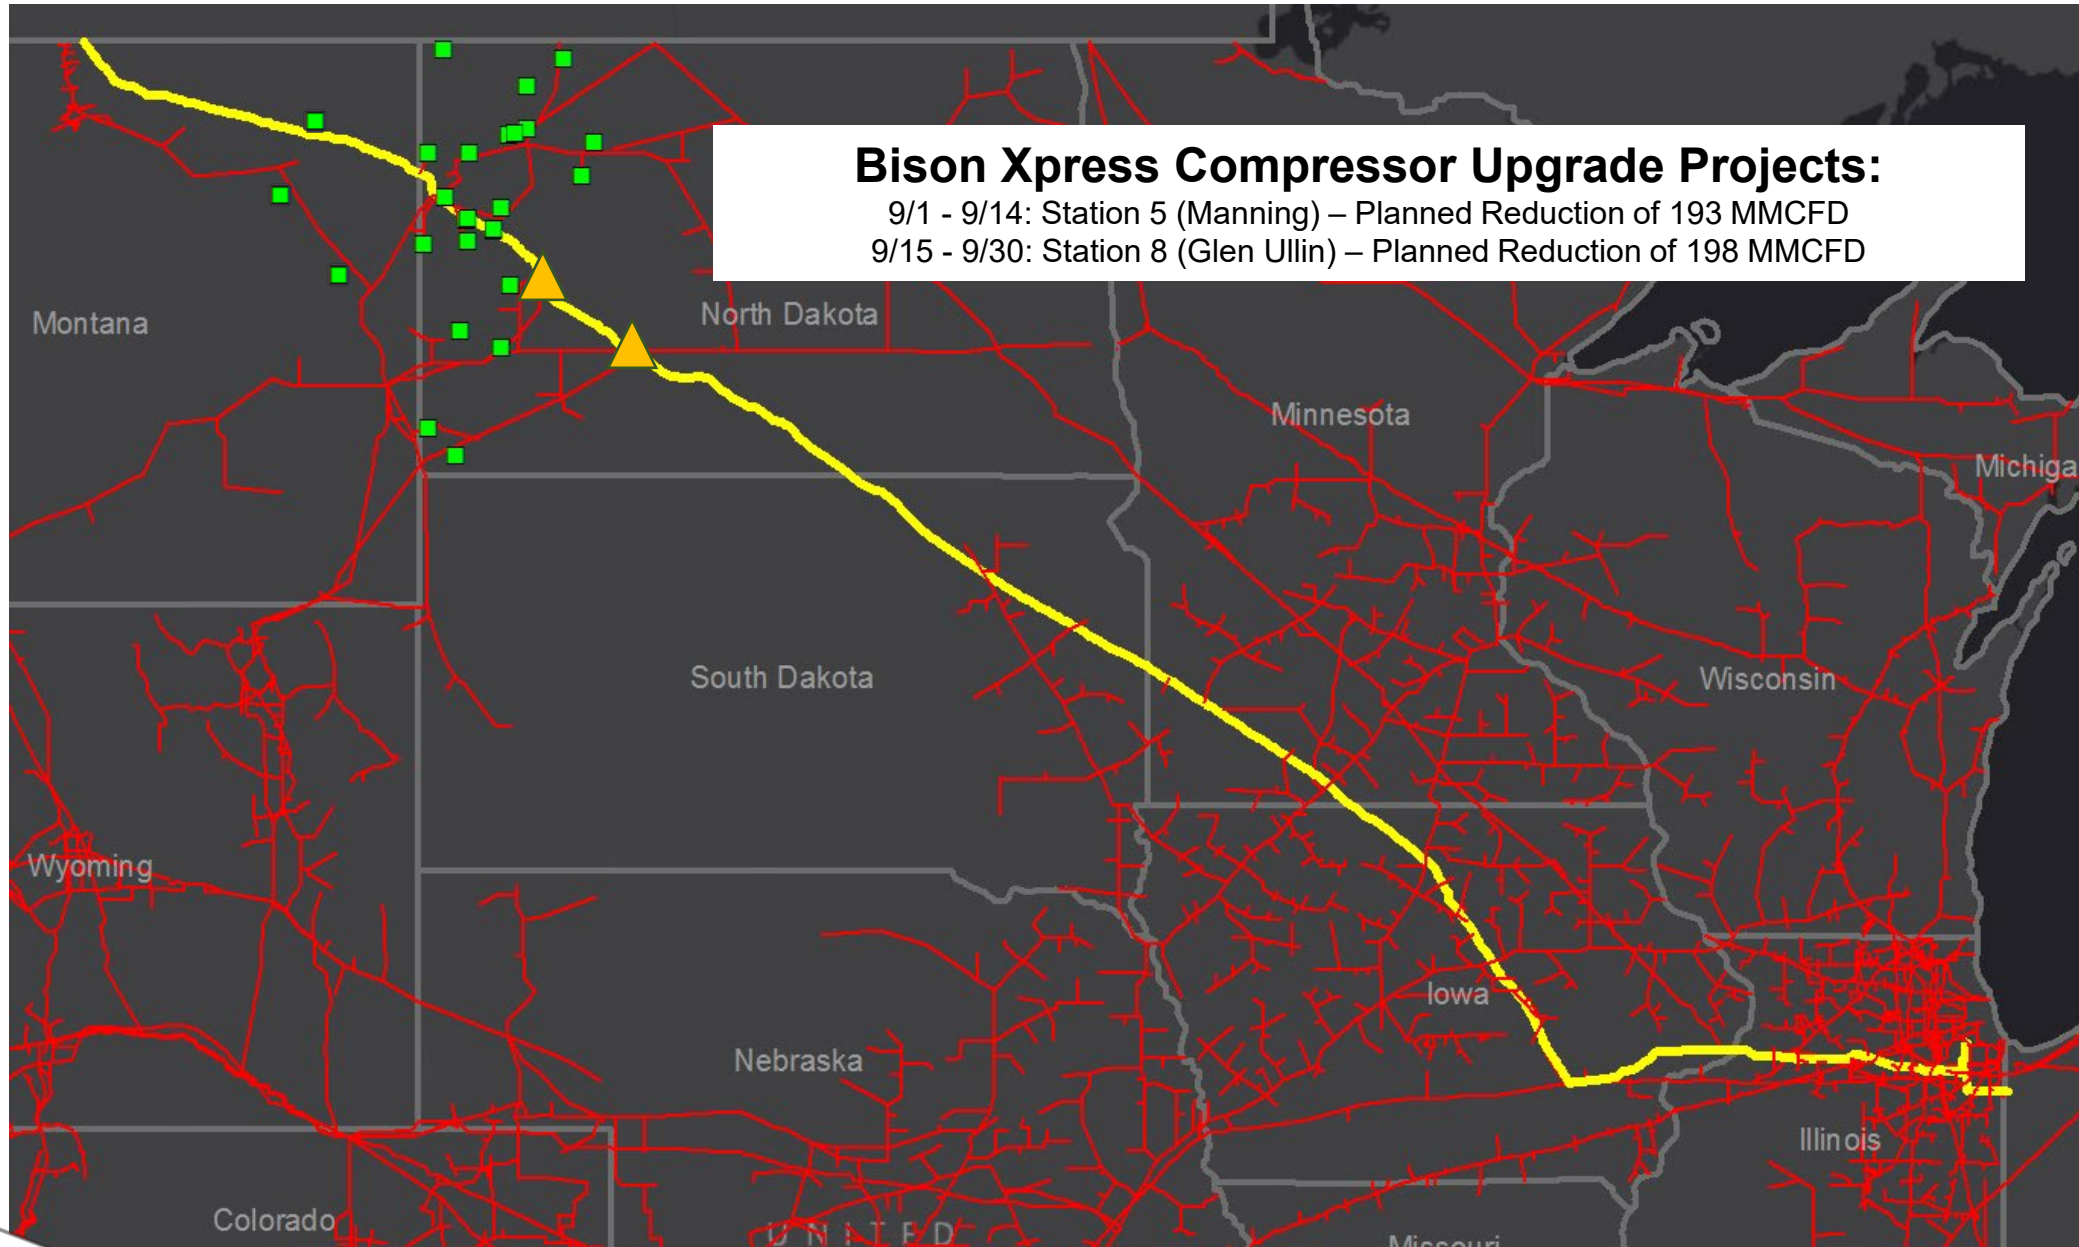 Bison Xpress Compressor Upgrade Projects:
9/1 - 9/14: Station 5 (Manning) – Planned Reduction of 193 MMCFD
9/15 - 9/30: Station 8 (Glen Ullin) – Planned Reduction of 198 MMCFD
Montana
North Dakota
Minnesota
Michiga
South Dakota
Wisconsin
Wyoming
Iowa
Nebraska
Illinois
Colorado
UNITED
Missouri